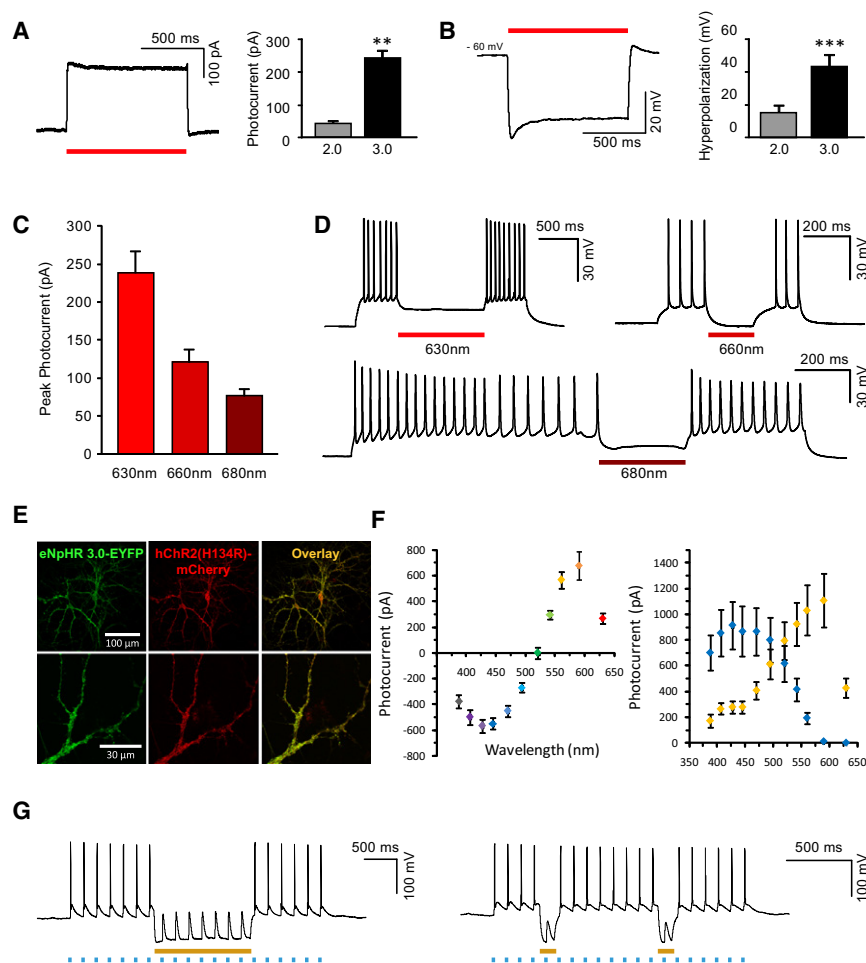 A
500 ms
100 pA
Photocurrent (pA)
300
200
100
0
**
2.0
3.0
B
- 60 mV
20 mV
500 ms
Hyperpolarization (mV)
60
40
20
0
***
2.0
3.0
C
Peak Photocurrent (pA)
300
250
200
150
100
50
0
630nm
660nm
680nm
D
500 ms
30 mV
630nm
200 ms
30 mV
660nm
200 ms
30 mV
680nm
E
eNpHR 3.0-EYFP
hChR2(H134R)-
mCherry
Overlay
100 µm
30 µm
F
Photocurrent (pA)
800
600
400
200
0
-200
-400
-600
-800
350 400 450 500 550 600 650
Wavelength (nm)
Photocurrent (pA)
1400
1200
1000
800
600
400
200
0
350 400 450 500 550 600 650
G
500 ms
100 mV
500 ms
100 mV